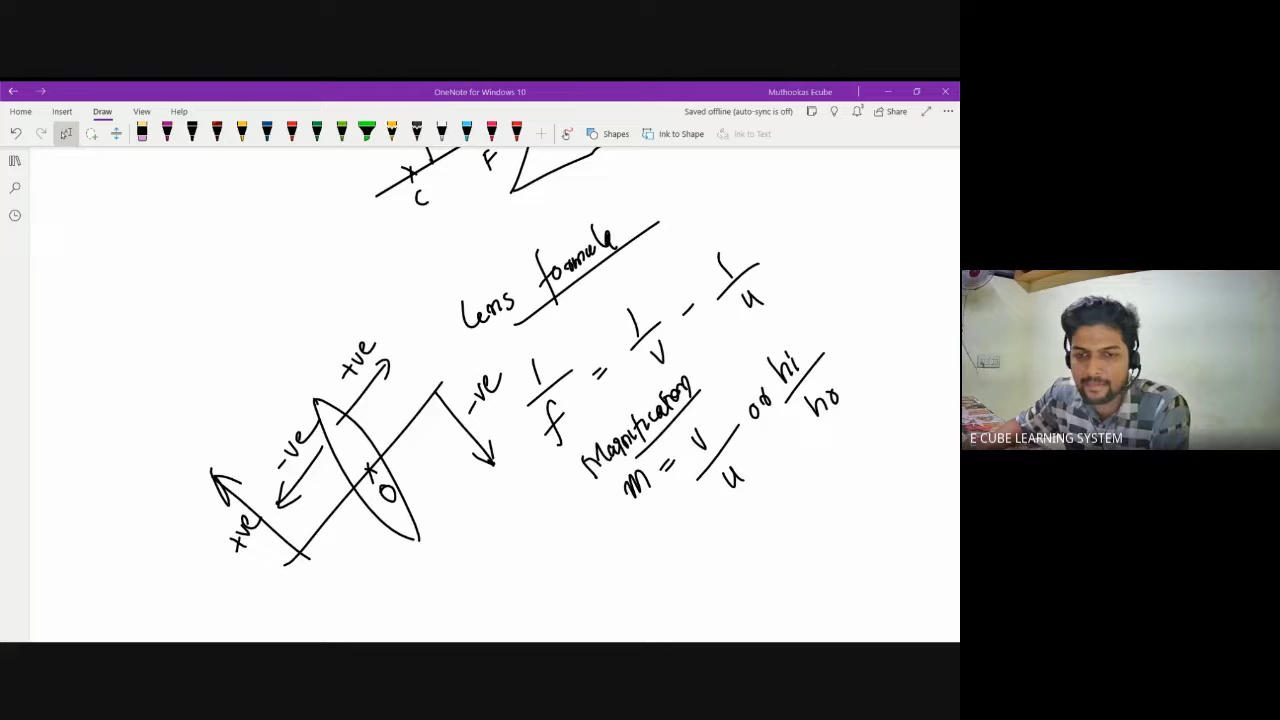 OneNote for Windows 10
Muthookas Ecube
Home Insert Draw View Help
Saved offline (auto-sync is off)
Share
Shapes
Ink to Shape
Ink to Text
C
F
Lens formula
1/f = 1/v - 1/u
Magnification
m = v/u or hi/ho
+ve
-ve
-ve
+ve
O
E CUBE LEARNING SYSTEM